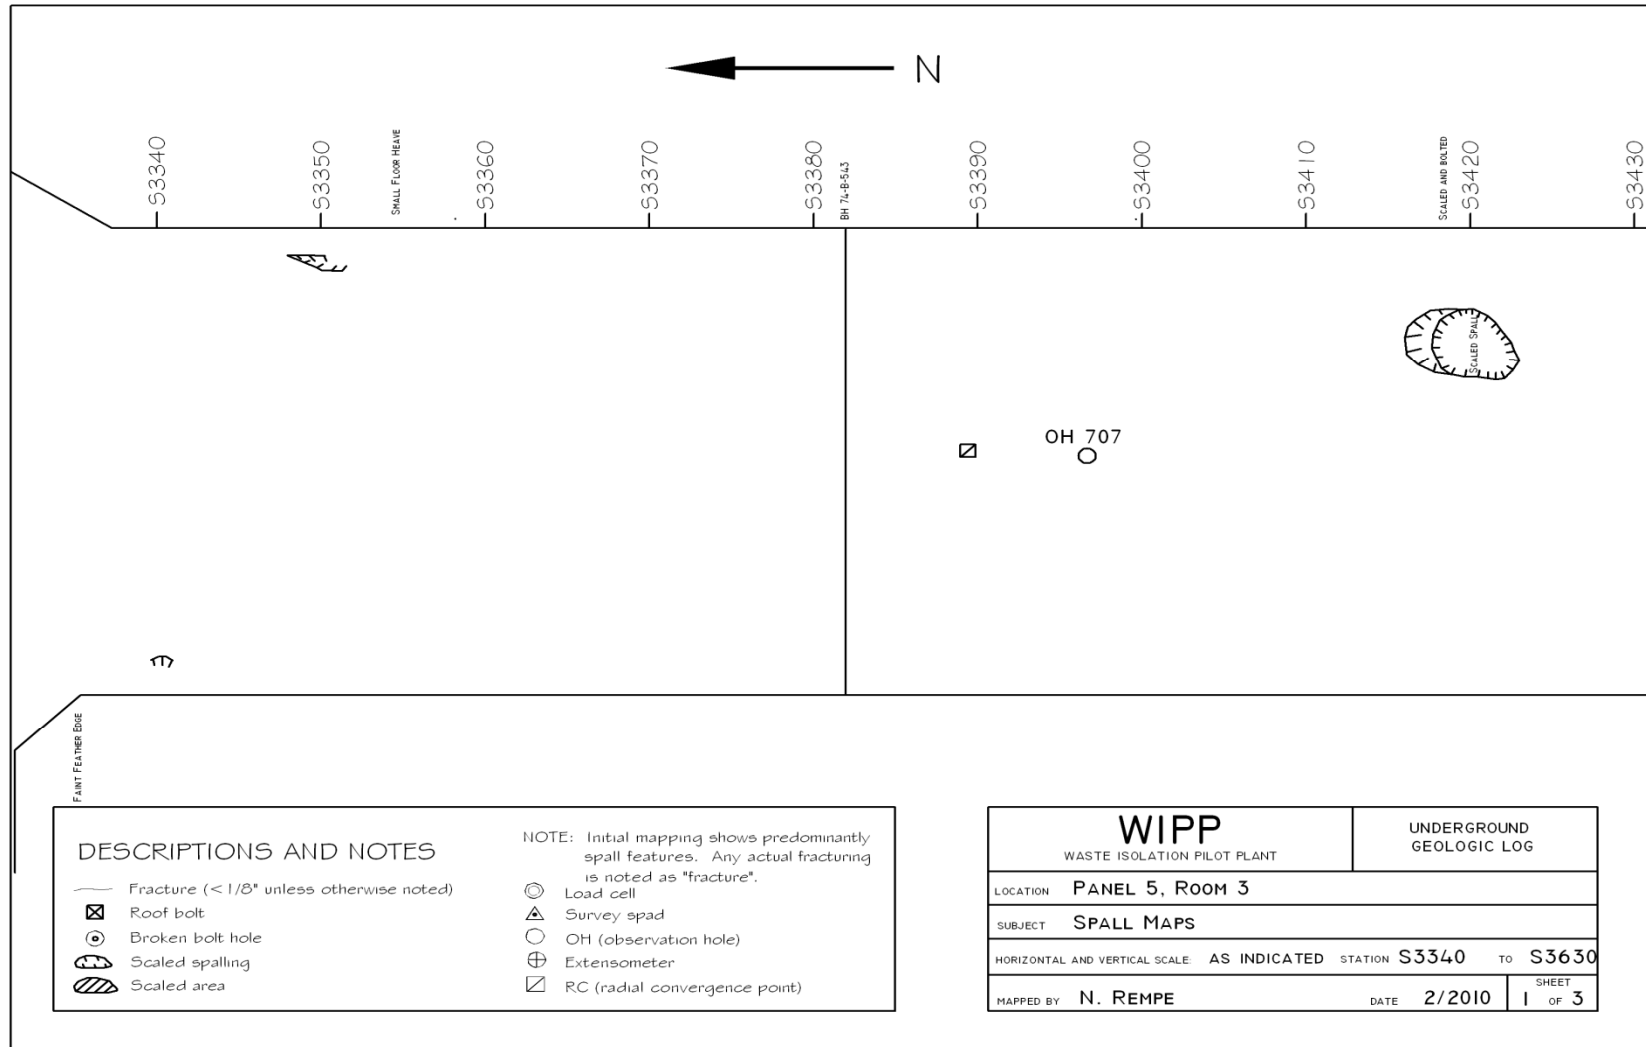 N
S3340
S3350
SMALL FLOOR HEAVE
S3360
S3370
S3380
BH 74-B-543
S3390
S3400
S3410
SCALED AND BOLTED
S3420
S3430
SCALED SPALL
OH 707
FAINT FEATHER EDGE
DESCRIPTIONS AND NOTES
Fracture (<1/8" unless otherwise noted)
Roof bolt
Broken bolt hole
Scaled spalling
Scaled area
NOTE: Initial mapping shows predominantly
spall features. Any actual fracturing
is noted as "fracture".
Load cell
Survey spad
OH (observation hole)
Extensometer
RC (radial convergence point)
WIPP
WASTE ISOLATION PILOT PLANT
UNDERGROUND
GEOLOGIC LOG
LOCATION PANEL 5, ROOM 3
SUBJECT SPALL MAPS
HORIZONTAL AND VERTICAL SCALE: AS INDICATED STATION S3340 TO S3630
MAPPED BY N. REMPE DATE 2/2010 SHEET 1 OF 3